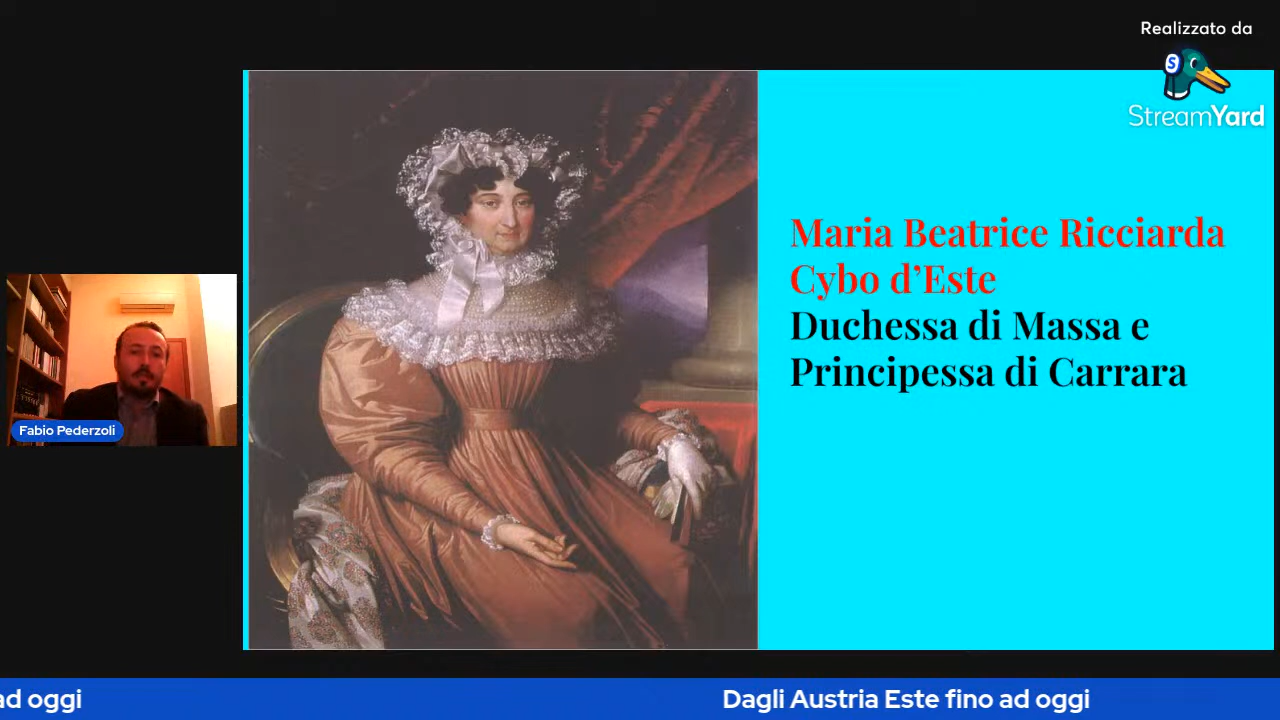 Realizzato da
StreamYard
Maria Beatrice Ricciarda
Cybo d’Este
Duchessa di Massa e
Principessa di Carrara
Fabio Pederzoli
ad oggi
Dagli Austria Este fino ad oggi